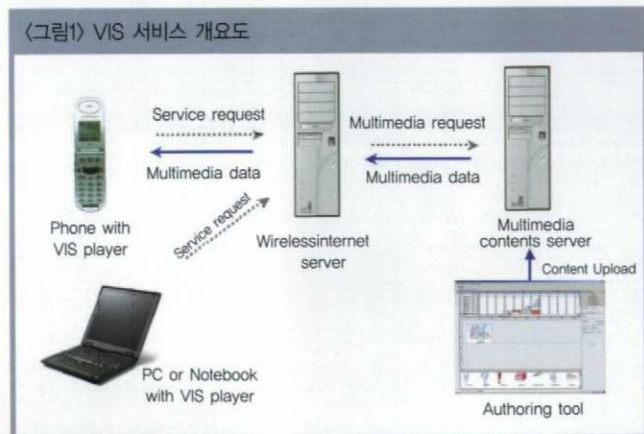 〈그림1〉 VIS 서비스 개요도
Service request
Multimedia data
Multimedia request
Multimedia data
Service request
Phone with
VIS player
Wirelessinternet
server
Multimedia
contents server
Content Upload
PC or Notebook
with VIS player
Authoring tool